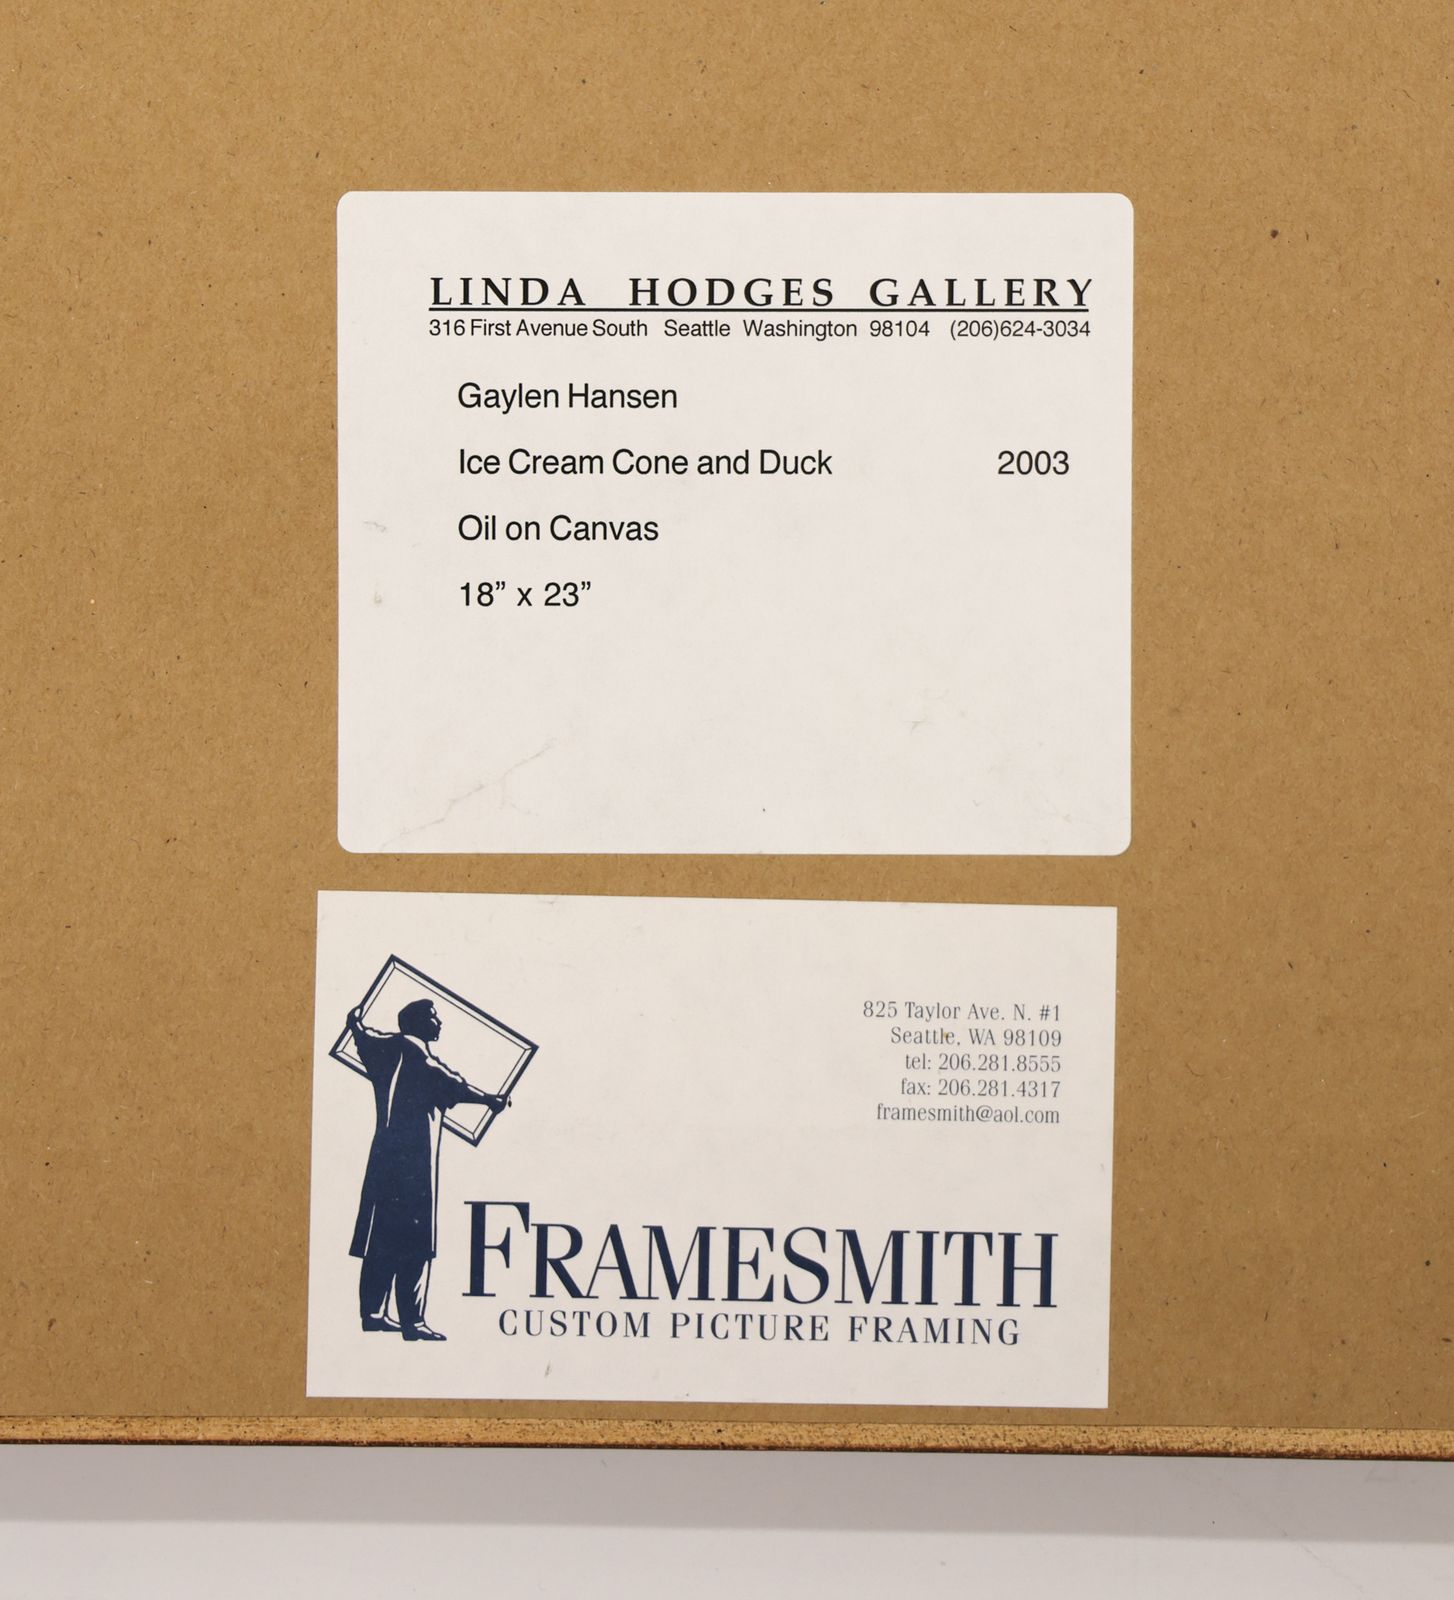 LINDA HODGES GALLERY
316 First Avenue South Seattle Washington 98104 (206)624-3034
Gaylen Hansen
Ice Cream Cone and Duck 2003
Oil on Canvas
18” x 23”
825 Taylor Ave. N. #1
Seattle, WA 98109
tel: 206.281.8555
fax: 206.281.4317
framesmith@aol.com
FRAMESMITH
CUSTOM PICTURE FRAMING